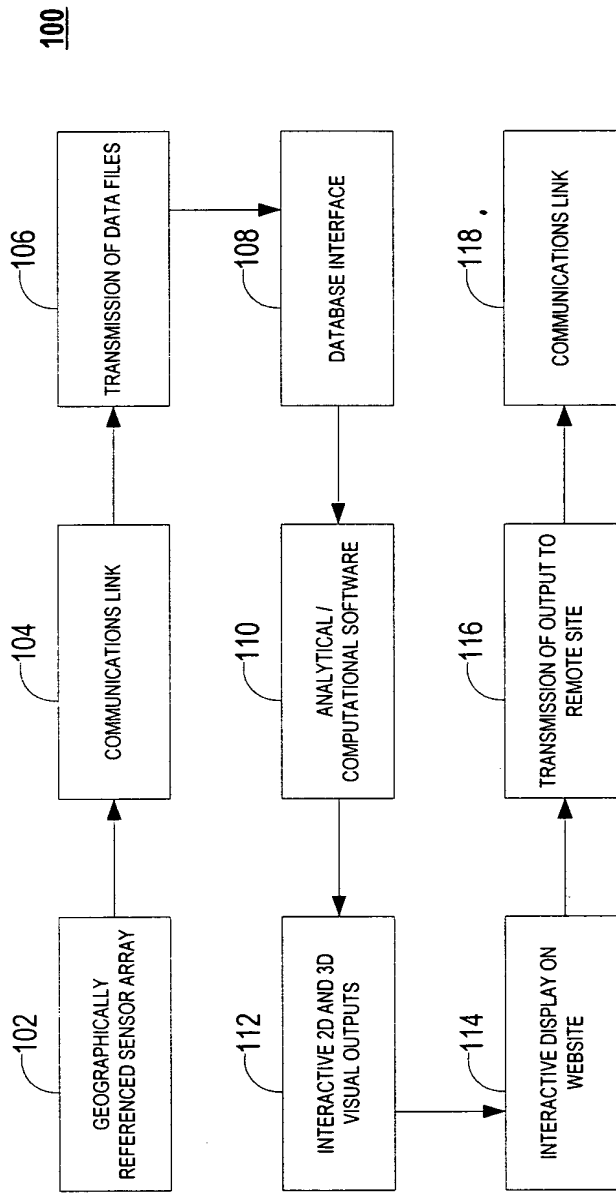 100
102
GEOGRAPHICALLY
REFERENCED SENSOR ARRAY
104
COMMUNICATIONS LINK
106
TRANSMISSION OF DATA FILES
108
DATABASE INTERFACE
110
ANALYTICAL /
COMPUTATIONAL SOFTWARE
112
INTERACTIVE 2D AND 3D
VISUAL OUTPUTS
114
INTERACTIVE DISPLAY ON
WEBSITE
116
TRANSMISSION OF OUTPUT TO
REMOTE SITE
118
COMMUNICATIONS LINK